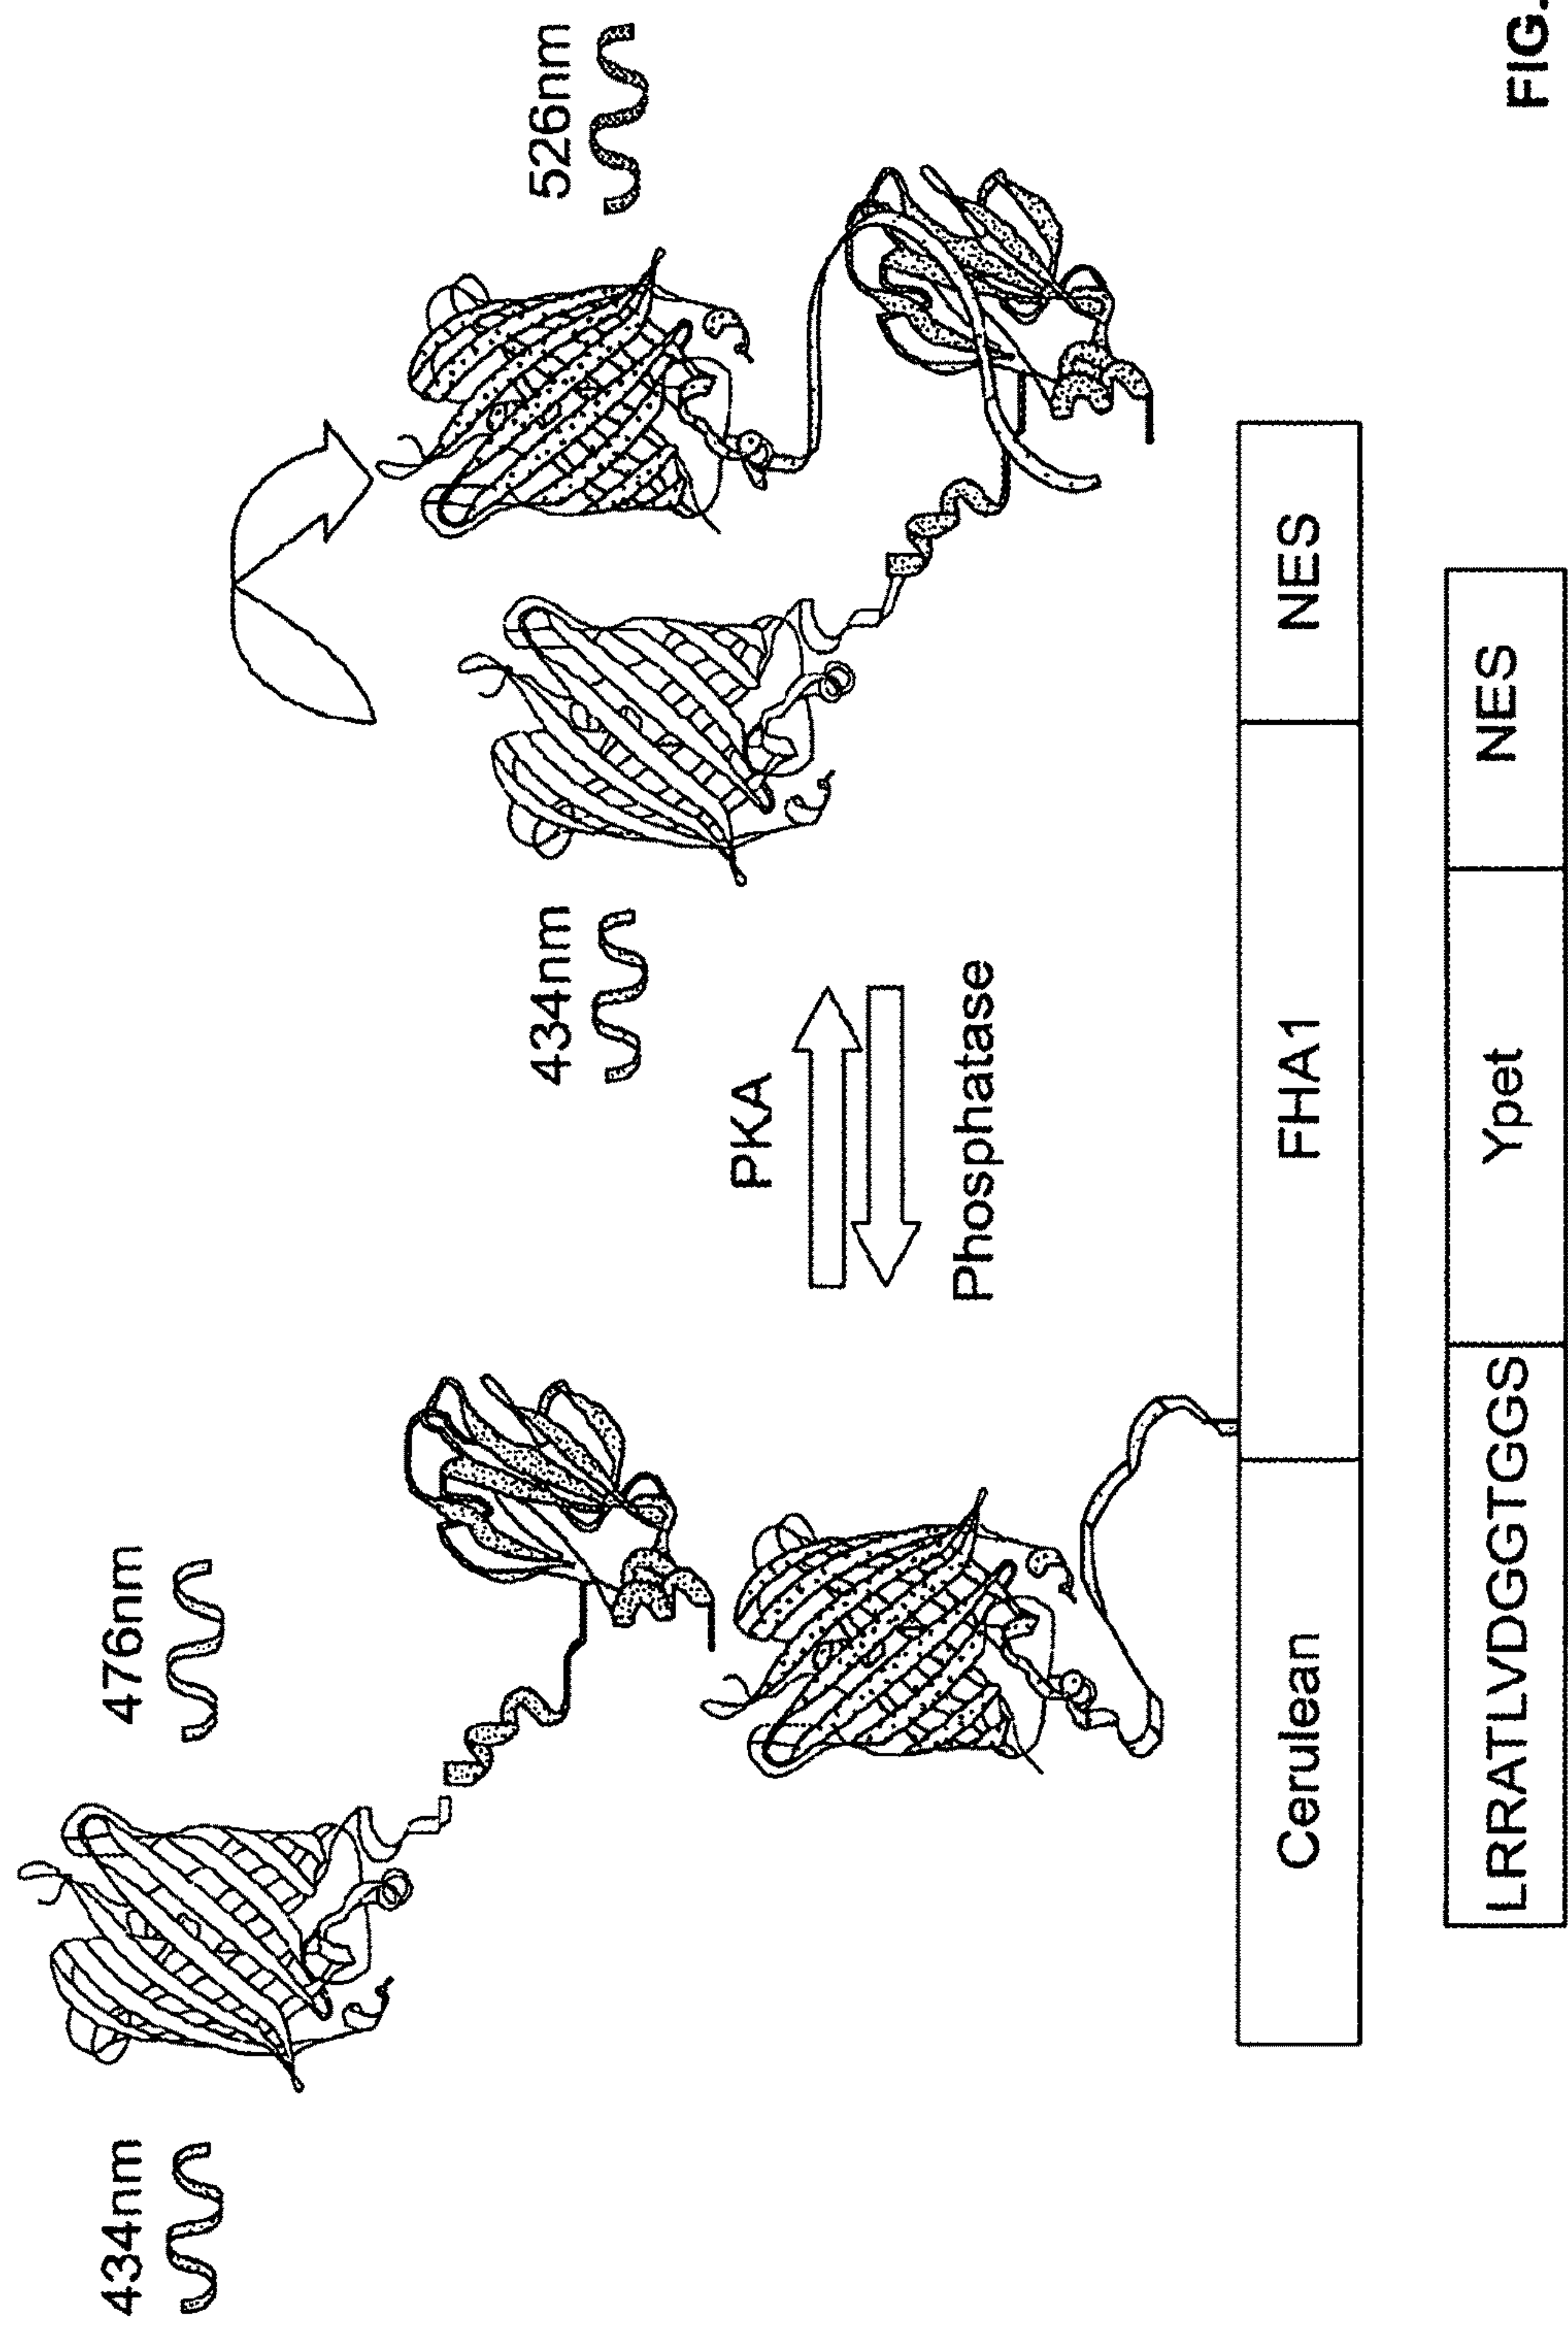 434nm
476nm
434nm
526nm
PKA
Phosphatase
Cerulean
FHA1
NES
LRRATLVDGGTGGS
Ypet
NES
FIG.